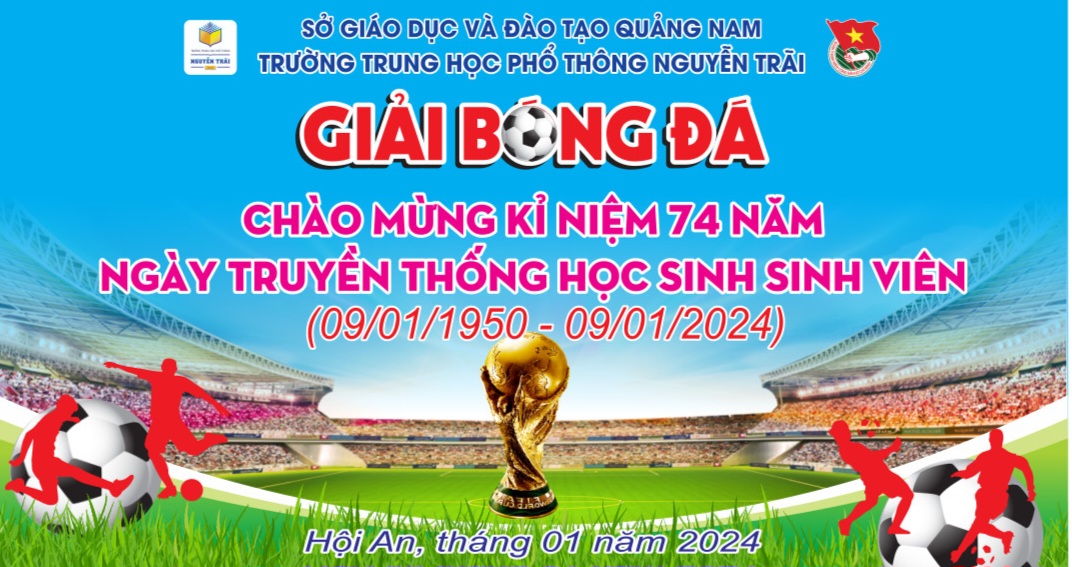 SỞ GIÁO DỤC VÀ ĐÀO TẠO QUẢNG NAM
TRƯỜNG TRUNG HỌC PHỔ THÔNG NGUYỄN TRÃI
NGUYỄN TRÃI
GIẢI BÓNG ĐÁ
CHÀO MỪNG KỈ NIỆM 74 NĂM
NGÀY TRUYỀN THỐNG HỌC SINH SINH VIÊN
(09/01/1950 - 09/01/2024)
Hội An, tháng 01 năm 2024